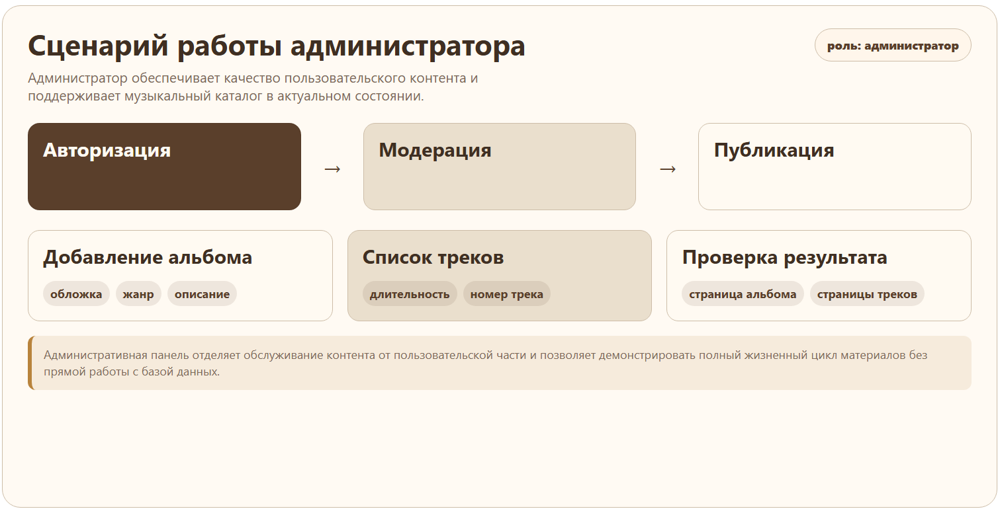 Сценарий работы администратора
роль: администратор
Администратор обеспечивает качество пользовательского контента и
поддерживает музыкальный каталог в актуальном состоянии.
Авторизация
→
Модерация
→
Публикация
Добавление альбома
обложка жанр описание
Список треков
длительность номер трека
Проверка результата
страница альбома страницы треков
Административная панель отделяет обслуживание контента от пользовательской части и позволяет демонстрировать полный жизненный цикл материалов без
прямой работы с базой данных.